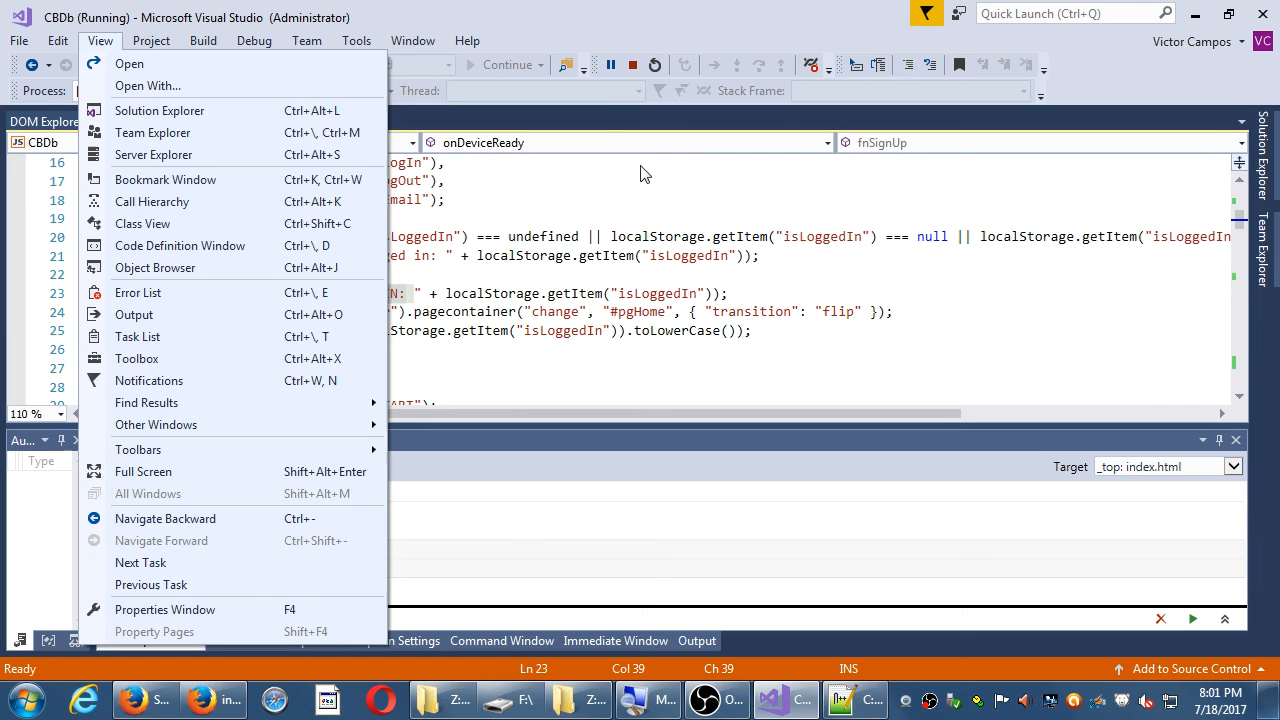 CBDb (Running) - Microsoft Visual Studio (Administrator)
Quick Launch (Ctrl+Q)
File Edit View Project Build Debug Team Tools Window Help
Victor Campos VC
Continue
Process: Thread: Stack Frame:
DOM Explorer
JS CBDb onDeviceReady fnSignUp
16 ogIn"),
17 ogOut"),
18 mail");
19
20 sLoggedIn") === undefined || localStorage.getItem("isLoggedIn") === null || localStorage.getItem("isLoggedIn
21 ged in: " + localStorage.getItem("isLoggedIn"));
22
23 IN: " + localStorage.getItem("isLoggedIn"));
24 ").pagecontainer("change", "#pgHome", { "transition": "flip" });
25 Storage.getItem("isLoggedIn")).toLowerCase());
26
27
28
110 %
Open
Open With...
Solution Explorer Ctrl+Alt+L
Team Explorer Ctrl+\, Ctrl+M
Server Explorer Ctrl+Alt+S
Bookmark Window Ctrl+K, Ctrl+W
Call Hierarchy Ctrl+Alt+K
Class View Ctrl+Shift+C
Code Definition Window Ctrl+\, D
Object Browser Ctrl+Alt+J
Error List Ctrl+\, E
Output Ctrl+Alt+O
Task List Ctrl+\, T
Toolbox Ctrl+Alt+X
Notifications Ctrl+W, N
Find Results
Other Windows
Toolbars
Full Screen Shift+Alt+Enter
All Windows Shift+Alt+M
Navigate Backward Ctrl+-
Navigate Forward Ctrl+Shift+-
Next Task
Previous Task
Properties Window F4
Property Pages Shift+F4
Solution Explorer
Team Explorer
Au...
Type
Target _top: index.html
Settings Command Window Immediate Window Output
Ready Ln 23 Col 39 Ch 39 INS Add to Source Control
S... in... Z:... F:\ Z:... M... O... C... C:...
8:01 PM
7/18/2017